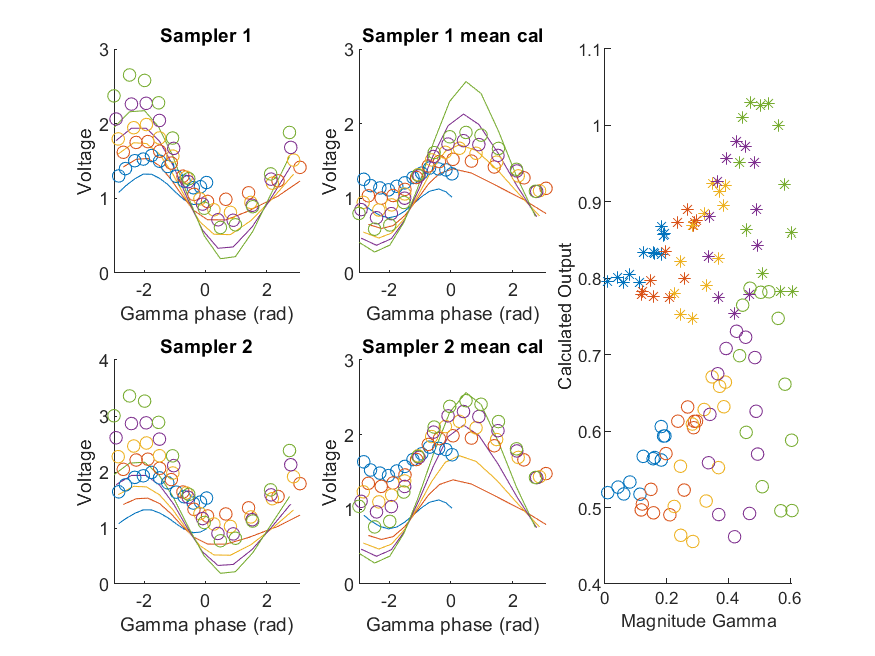 Sampler 1
3
2
1
0
Voltage
-2
0
2
Gamma phase (rad)
Sampler 1 mean cal
3
2
1
0
Voltage
-2
0
2
Gamma phase (rad)
Sampler 2
4
3
2
1
0
Voltage
-2
0
2
Gamma phase (rad)
Sampler 2 mean cal
3
2
1
0
Voltage
-2
0
2
Gamma phase (rad)
1.1
1
0.9
0.8
0.7
0.6
0.5
0.4
Calculated Output
0
0.2
0.4
0.6
Magnitude Gamma